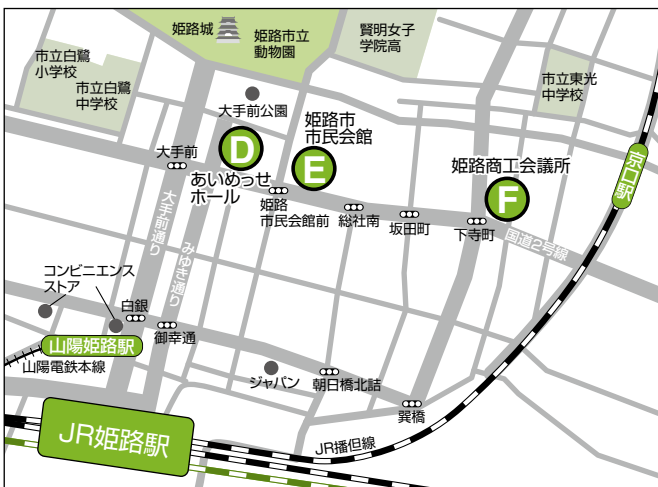 姫路城
姫路市立
動物園
賢明女子
学院高
市立白鷺
小学校
市立白鷺
中学校
市立東光
中学校
大手前公園
姫路市
市民会館
D
E
大手前
あいめっせ
ホール
姫路商工会議所
F
京口駅
姫路
市民会館前
総社南
坂田町
下寺町
国道2号線
大手前通り
みゆき通り
コンビニエンス
ストア
白銀
御幸通
山陽姫路駅
山陽電鉄本線
ジャパン
朝日橋北詰
巽橋
JR姫路駅
JR播但線